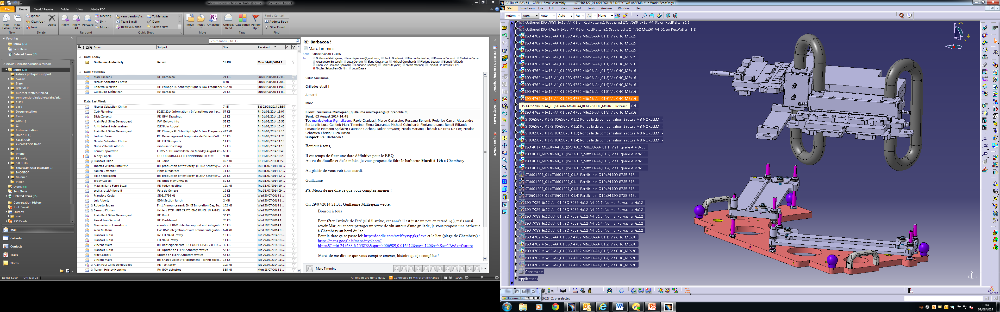 Inbox - nicolas.sebastien.chritin@cern.ch - Microsoft Outlook
File Home Send / Receive Folder View Adobe PDF
New E-mail
New Items
Ignore
Clean Up
Junk
Delete
Reply
Reply All
Forward
Meeting
IM
More
cern pension/m...
Team E-mail
Reply & Delete
To Manager
Done
Create New
Move
Rules
OneNote
Unread/ Read
Categorize
Follow Up
Find a Contact
Address Book
Filter E-mail
New Delete Respond Quick Steps Move Tags Find
Favorites
Inbox (25)
Sent Items
Deleted Items (15)
nicolas.sebastien.chritin@cern.ch
Inbox (25)
Astuces pratiques support
Awake
Biere
BOOSTER
Buncher Steffen/Ahmed
cern pension/maladie/salaire/ert...
CLIC1
CTF3
Documentation
Elena
GRACQ
IC
Instrumentation
Isolde RFQ
Kayak club
kNOWLEDGE BASE
LHC
Phone
PS cavity
SKI CLUB
Smarteam User Interface (1)
TAC/NTOF
trainnee
Victor
Drafts [56]
Sent Items
Deleted Items (15)
Conversation History
Junk E-mail
Outbox
mail
RSS Feeds
Mail
Calendar
Contacts
Tasks
Notes
Items: 5,029 Unread: 25
Search Inbox (Ctrl+E)
From Subject Size Received C...
Date: Today
Guillaume Andreolety Re: we 18 KB Mon 04/08/2014 1...
Date: Yesterday
Marc Timmins RE: Barbacoa ! 24 KB Sun 03/08/2014 23:...
Nicolas Sebastien Chritin 8 KB Sun 03/08/2014 20:...
Roberto Kersevan RE: Etuvage PU Schottky Hight & Low Frequency 422 KB Sun 03/08/2014 19:...
Guillaume Maîtrejean Re: Barbacoa ! 27 KB Sun 03/08/2014 14:...
Date: Last Week
Nicolas Sebastien Chritin 7 KB Sat 02/08/2014 15:39
Ccrb Planning LD2IC 2014 Information / Informations sur l'ex... 57 KB Fri 01/08/2014 18:07
Silvia Zorzetti RE: BPM Drawings 18 KB Fri 01/08/2014 18:02
Alain Paul Gilles Demougeot FW: Belows info 52 KB Fri 01/08/2014 15:52
Antti Juhani Kolehmainen ELENA in August 14 KB Fri 01/08/2014 15:43
Alain Paul Gilles Demougeot RE: Etuvage PU Schottky Hight & Low Frequency 422 KB Fri 01/08/2014 14:10
Ludovic Favre RE: Demenagement temporaire de Fabien Cott... 15 KB Fri 01/08/2014 11:26
Nicolas Sebastien Chritin RE: ELENA reports 11 KB Fri 01/08/2014 11:18
Nuria Valverde Alonso niobium shielding 17 KB Fri 01/08/2014 11:10
Benoit Lepoittevin EDMS / CDD unavailable on Monday August 4t... 63 KB Fri 01/08/2014 10:43
Teddy Capelli UUUURRRRGGGGEEEENNNNNNNTTTT !!!!!!!! 9 KB Fri 01/08/2014 10:20
Francois Pillon RE: Joint 497 KB Fri 01/08/2014 09:50
Thomas William Birtwistle RE: production of test cavity (ELENA Schottky ... 23 KB Thu 31/07/2014 18:...
Fabien Cottenot Plans à regarder 11 KB Thu 31/07/2014 17:...
Silke Federmann RE: production of test cavity (ELENA Schottky ... 23 KB Thu 31/07/2014 12:...
Teddy Capelli RE: bride stdvfuhv0146 32 KB Thu 31/07/2014 10:...
Massimiliano Ferro-Luzzi RE: today meeting 128 KB Thu 31/07/2014 10:...
cecilia.rossi@libero.it Fete de Geneve 19 KB Thu 31/07/2014 09:...
Francisco Costa ST0617736_01 10 KB Wed 30/07/2014 1...
Luis Alberty EDM Section lunch 2 MB Wed 30/07/2014 1...
Roberto Saban First Announcement: EN-KT Innovation Day, Tu... 102 KB Wed 30/07/2014 1...
Bernard Florian fichiers STEP - RPT CRATE_BIAS PANEL_LV PANEL 6 MB Wed 30/07/2014 1...
Alain Paul Gilles Demougeot RE: Point 30 KB Wed 30/07/2014 1...
Pascal Jean Secouet RE: Dashboard 26 KB Wed 30/07/2014 1...
Massimiliano Ferro-Luzzi minutes of BGV detector support and integrati... 10 KB Wed 30/07/2014 1...
Yvon Muttoni FW: BGV integration & wire scanner integratio... 628 KB Wed 30/07/2014 0...
Francois Butin Re: ELENA RF cavity 13 KB Tue 29/07/2014 19:...
Francois Butin ELENA RF cavity 11 KB Tue 29/07/2014 16:...
Vincent Maire RE: Renseignements , DECOUPE LASER / JET D'... 36 KB Tue 29/07/2014 16:...
Francois Butin RE: update on ELENA Schottky cavities 58 KB Tue 29/07/2014 16:...
Fritz Caspers update on ELENA Schottky cavities 54 KB Tue 29/07/2014 15:...
Vincent Maire RE: Shared Access for document: Technic speci... 15 KB Tue 29/07/2014 11:...
Alain Paul Gilles Demougeot RE: Test cavity 103 KB Tue 29/07/2014 10:...
Plamen Hristov Hopchev Re: BGV detectors 385 KB Mon 28/07/2014 10:...
RE: Barbacoa !
Marc Timmins
Sent: Sun 03/08/2014 23:36
To: Guillaume Maîtrejean; mardepiedras@gmail.com; Paolo Gradassi; Marco Garlasche; Rossana Bonomi; Federico Carra;
Alessandro Bertarelli; Luca Gentini; Elena Quaranta; Michael Guinchard; Floriane Leaux; Benoit Riffaud;
Emanuele Piemonti Spalazzi; Lauriane Gachon; Didier Steyaert; Nicola Mariani; Thibault De Bras De Fer;
Nicolas Sebastien Chritin; Luca Dassa
Salut Guillaume,
Grillades et pif !
A mardi
Marc
From: Guillaume Maîtrejean [guillaume.maitrejean@ujf-grenoble.fr]
Sent: 03 August 2014 14:48
To: mardepiedras@gmail.com; Paolo Gradassi; Marco Garlasche; Rossana Bonomi; Federico Carra; Alessandro
Bertarelli; Luca Gentini; Marc Timmins; Elena Quaranta; Michael Guinchard; Floriane Leaux; Benoit Riffaud;
Emanuele Piemonti Spalazzi; Lauriane Gachon; Didier Steyaert; Nicola Mariani; Thibault De Bras De Fer; Nicolas
Sebastien Chritin; Luca Dassa
Subject: Re: Barbacoa !
Bonjour à tous,
Il est temps de fixer une date définitive pour le BBQ.
Au vu du doodle et de la météo, je vous propose de faire le barbecue Mardi à 19h à Chambésy.
Au plaisir de vous voir tous mardi.
Guillaume
PS: Merci de me dire ce que vous comptez amener !
On 29/07/2014 21:31, Guillaume Maîtrejean wrote:
Bonsoir à tous
Pour fêter l'arrivée de l'été (si si il arrive, cet année il est juste un peu en retard :-) ), mais aussi
revoir Mar, ou encore partager un verre de vin autour d'une grillade, je vous propose une barbecue
à Chambésy au bord du lac.
Pour la date ça se passe ici: http://doodle.com/ny4fcvsvpgkg5ave et le lieu (plage de Chambésy) :
https://maps.google.it/maps/myplaces?
hl=en&ll=46.245683,6.153878&spn=0.006989,0.016512&ctz=-120&t=h&z=17&dg=feature
Merci de me dire ce que vous comptez amener, histoire que je complète !
Marc Timmins
All folders are up to date. Connected to Microsoft Exchange 100%
09:00: BGV assembly sequence
Today: 0 Tasks
Quick Contacts
CATIA V5 R23 64 - CERN : Small Assembly - - - [ST0566527_01 a.04 DOUBLE DETECTOR ASSEMBLY In Work (ReadOnly) ]
Start SmarTeam File Edit View Insert Tools Analyze Window Help
Autom. Auto Auto Auto Aut Aut None
Gathered ISO 7089_6x12-A4_01 on RectPattern.1 (Gathered ISO 7089_6x12-A4_01 on RectPattern.1.1)
Gathered ISO 4762 M6x30-A4_01 on RectPattern.1 (Gathered ISO 4762 M6x30-A4_01 on RectPattern.1.1)
ISO 4762 M6x25-A4_01 (ISO 4762 M6x25-A4_01.1) Vis CHC_M6x25
ISO 4762 M6x25-A4_01 (ISO 4762 M6x25-A4_01.2) Vis CHC_M6x25
ISO 4762 M6x25-A4_01 (ISO 4762 M6x25-A4_01.3) Vis CHC_M6x25
ISO 4762 M6x25-A4_01 (ISO 4762 M6x25-A4_01.4) Vis CHC_M6x25
ISO 4762 M6x16-A4_01 (ISO 4762 M6x16-A4_01.1) Vis CHC_M6x16
ISO 4762 M6x16-A4_01 (ISO 4762 M6x16-A4_01.2) Vis CHC_M6x16
ISO 4762 M6x16-A4_01 (ISO 4762 M6x16-A4_01.3) Vis CHC_M6x16
ISO 4762 M6x16-A4_01 (ISO 4762 M6x16-A4_01.4) Vis CHC_M6x16
ISO 4762 M6x16-A4_01 (ISO 4762 M6x16-A4_01.5) Vis CHC_M6x16
ISO 4762 M6x16-A4_01 (ISO 4762 M6x16-A4_01.6) Vis CHC_M6x16
ISO 4762 M6x16-A4_01 (ISO 4762 M6x16-A4_01.6) Vis CHC_M6x16 - Released x16
ISO 4762 M6x16-A4_01 (ISO 4762 M6x16-A4_01.8) Vis CHC_M6x16
ST0365675_01 (ST0365675_01.1) Rondelle de compensation à rotule M8 NORELEM -
ST0365675_01 (ST0365675_01.2) Rondelle de compensation à rotule M8 NORELEM -
ST0365675_01 (ST0365675_01.3) Rondelle de compensation à rotule M8 NORELEM -
ST0365675_01 (ST0365675_01.4) Rondelle de compensation à rotule M8 NORELEM -
ISO 4017_M8x30-A4_01 (ISO 4017_M8x30-A4_01.1) Vis H grade A M8x30
ISO 4017_M8x30-A4_01 (ISO 4017_M8x30-A4_01.2) Vis H grade A M8x30
ISO 4017_M8x30-A4_01 (ISO 4017_M8x30-A4_01.3) Vis H grade A M8x30
ISO 4017_M8x30-A4_01 (ISO 4017_M8x30-A4_01.4) Vis H grade A M8x30
ST0601207_01 (ST0601207_01.2) Parallel pin Ø10x24 ISO 8735 316L
ST0601207_01 (ST0601207_01.1) Parallel pin Ø10x24 ISO 8735 316L
ST0601207_01 (ST0601207_01.3) Parallel pin Ø10x24 ISO 8735 316L
ST0601207_01 (ST0601207_01.4) Parallel pin Ø10x24 ISO 8735 316L
ISO 7089_6x12-A4_01 (ISO 7089_6x12-A4_01.1) Normal PL washer_6x12
ISO 7089_6x12-A4_01 (ISO 7089_6x12-A4_01.2) Normal PL washer_6x12
ISO 7089_6x12-A4_01 (ISO 7089_6x12-A4_01.3) Normal PL washer_6x12
ISO 7089_6x12-A4_01 (ISO 7089_6x12-A4_01.4) Normal PL washer_6x12
ISO 7089_6x12-A4_01 (ISO 7089_6x12-A4_01.5) Normal PL washer_6x12
ISO 4762 M6x30-A4_01 (ISO 4762 M6x30-A4_01.1) Vis CHC_M6x30
ISO 4762 M6x30-A4_01 (ISO 4762 M6x30-A4_01.2) Vis CHC_M6x30
ISO 4762 M6x30-A4_01 (ISO 4762 M6x30-A4_01.3) Vis CHC_M6x30
ISO 4762 M6x30-A4_01 (ISO 4762 M6x30-A4_01.4) Vis CHC_M6x30
ISO 4762 M6x30-A4_01 (ISO 4762 M6x30-A4_01.5) Vis CHC_M6x30
Constraints
Applications
w|y
v|z
u
x y z
CATIA
Documents
66527_01 preselected
10:47
04/08/2014